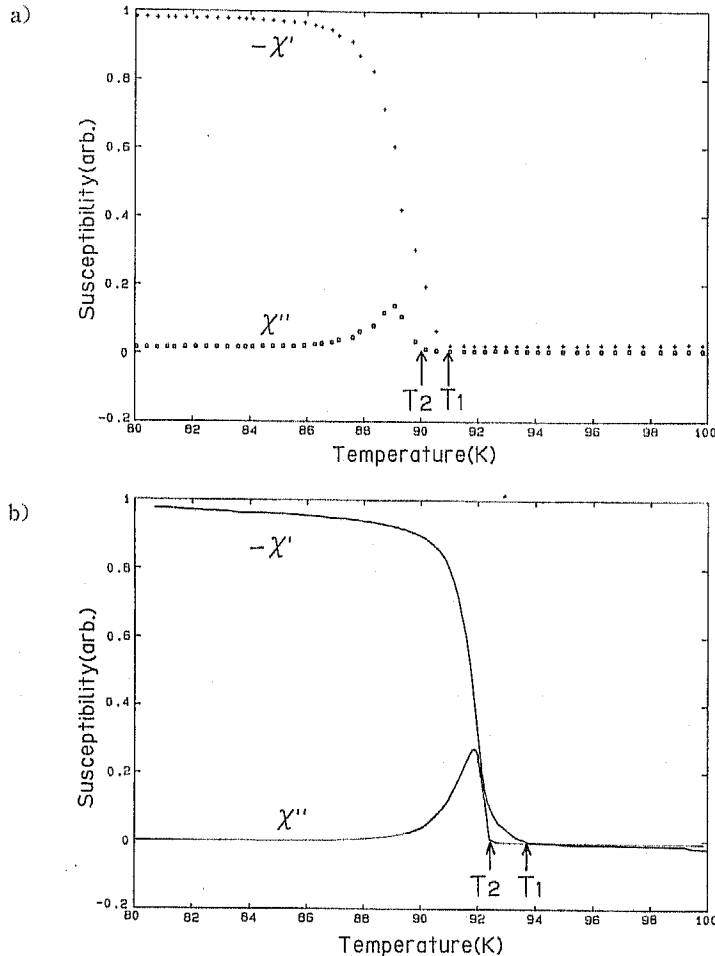 a)
1
0.8
0.6
0.4
0.2
0
-0.2
Susceptibility(arb.)
-χ'
χ"
T2 T1
80 82 84 86 88 90 92 94 96 98 100
Temperature(K)
b)
1
0.8
0.6
0.4
0.2
0
-0.2
Susceptibility(arb.)
-χ'
χ"
T2 T1
80 82 84 86 88 90 92 94 96 98 100
Temperature(K)